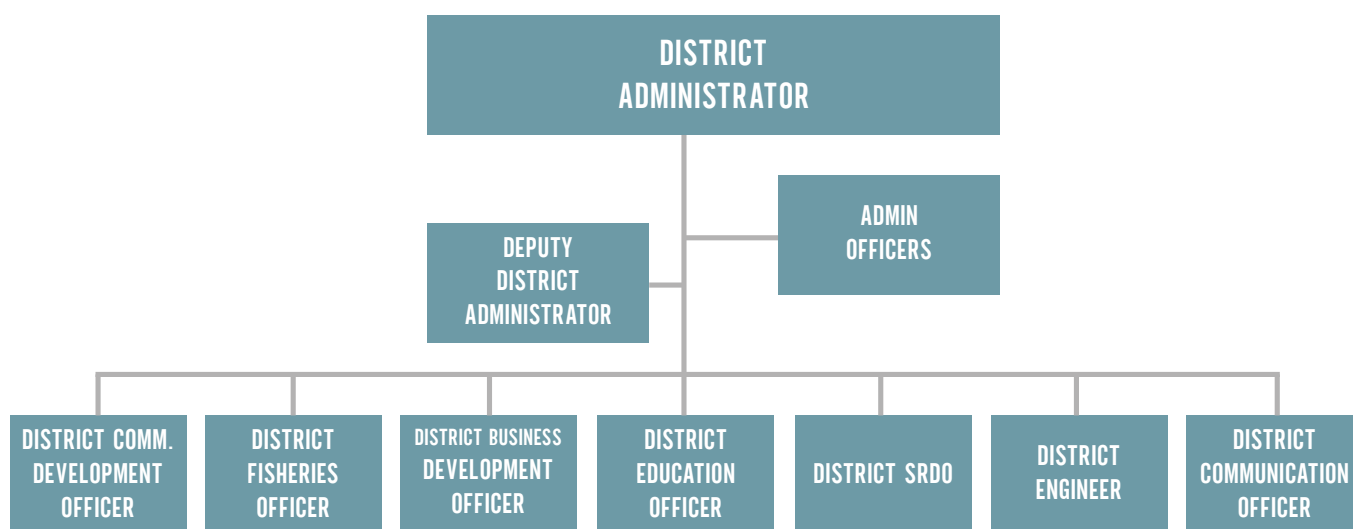 DISTRICT
ADMINISTRATOR
ADMIN
OFFICERS
DEPUTY
DISTRICT
ADMINISTRATOR
DISTRICT COMM.
DEVELOPMENT
OFFICER
DISTRICT
FISHERIES
OFFICER
DISTRICT BUSINESS
DEVELOPMENT
OFFICER
DISTRICT
EDUCATION
OFFICER
DISTRICT SRDO
DISTRICT
ENGINEER
DISTRICT
COMMUNICATION
OFFICER